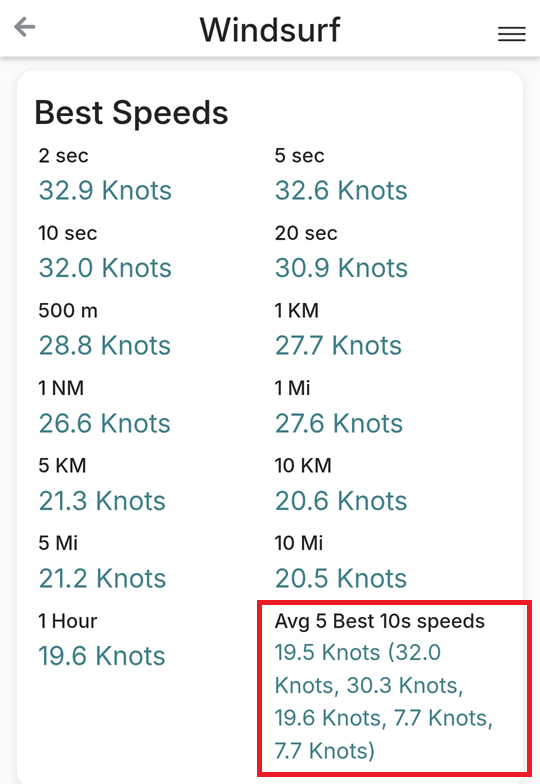 Windsurf
Best Speeds
2 sec
32.9 Knots
5 sec
32.6 Knots
10 sec
32.0 Knots
20 sec
30.9 Knots
500 m
28.8 Knots
1 KM
27.7 Knots
1 NM
26.6 Knots
1 Mi
27.6 Knots
5 KM
21.3 Knots
10 KM
20.6 Knots
5 Mi
21.2 Knots
10 Mi
20.5 Knots
1 Hour
19.6 Knots
Avg 5 Best 10s speeds
19.5 Knots (32.0
Knots, 30.3 Knots,
19.6 Knots, 7.7 Knots,
7.7 Knots)